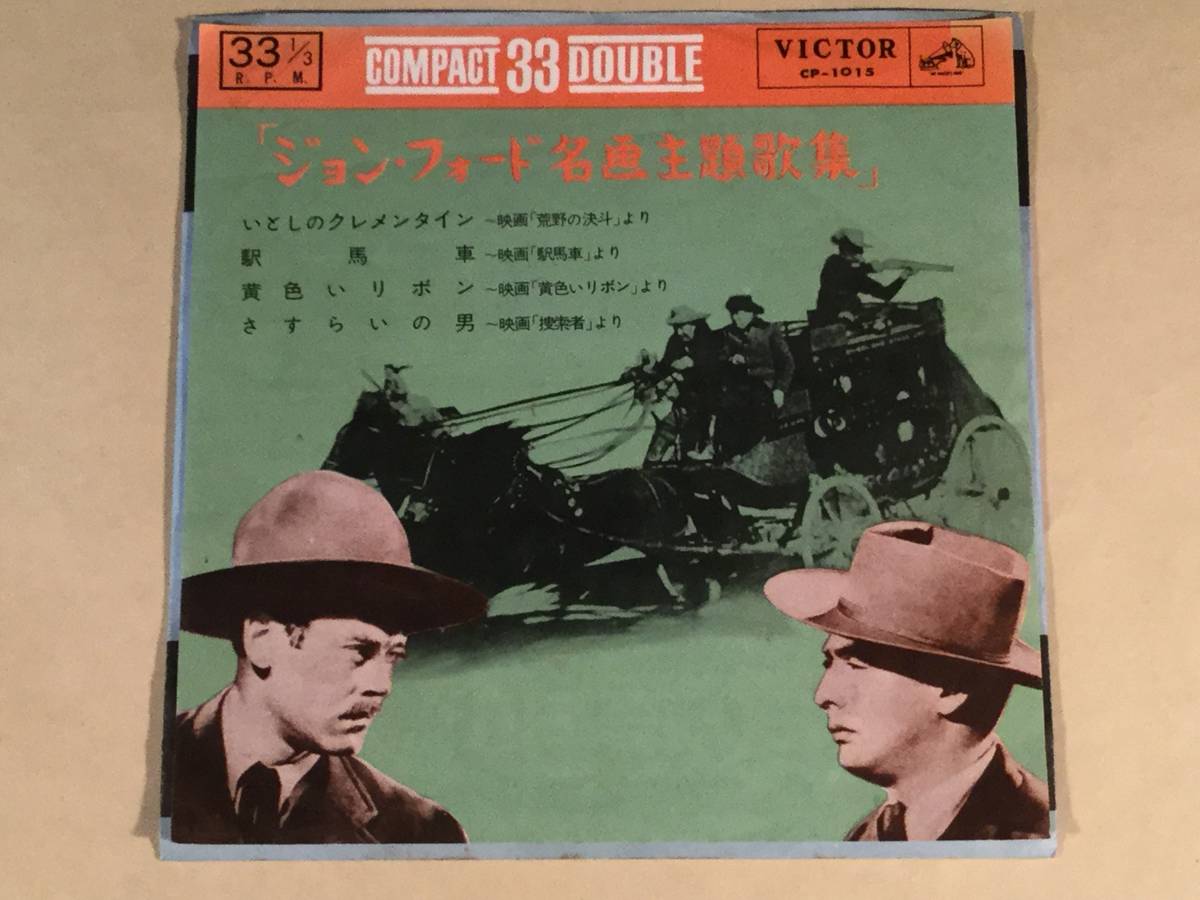 33 1/3
R. P. M.
COMPACT 33 DOUBLE
VICTOR
CP-1015
「ジョン・フォード名画主題歌集」
いとしのクレメンタイン ～映画「荒野の決斗」より
駅馬車 ～映画「駅馬車」より
黄色いリボン ～映画「黄色いリボン」より
さすらいの男 ～映画「捜索者」より